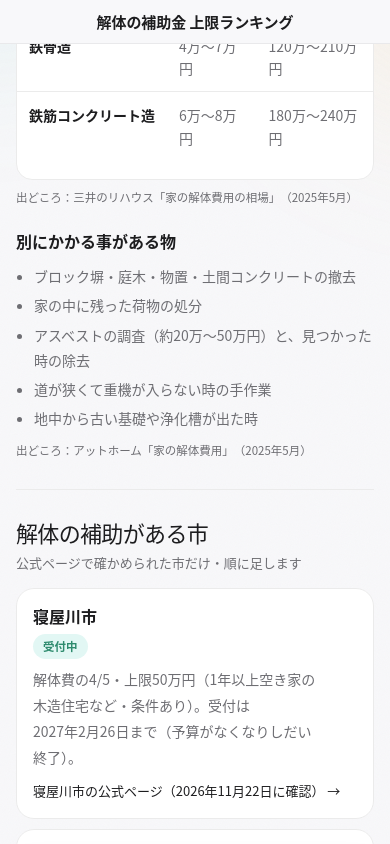 解体の補助金 上限ランキング
鉄骨造 4万〜7万 120万〜210万
円 円
鉄筋コンクリート造 6万〜8万 180万〜240万
円 円
出どころ：三井のリハウス「家の解体費用の相場」（2025年5月）
別にかかる事がある物
• ブロック塀・庭木・物置・土間コンクリートの撤去
• 家の中に残った荷物の処分
• アスベストの調査（約20万〜50万円）と、見つかった
時の除去
• 道が狭くて重機が入らない時の手作業
• 地中から古い基礎や浄化槽が出た時
出どころ：アットホーム「家の解体費用」（2025年5月）
解体の補助がある市
公式ページで確かめられた市だけ・順に足します
寝屋川市
受付中
解体費の4/5・上限50万円（1年以上空き家の
木造住宅など・条件あり）。受付は
2027年2月26日まで（予算がなくなりしだい
終了）。
寝屋川市の公式ページ（2026年11月22日に確認） →